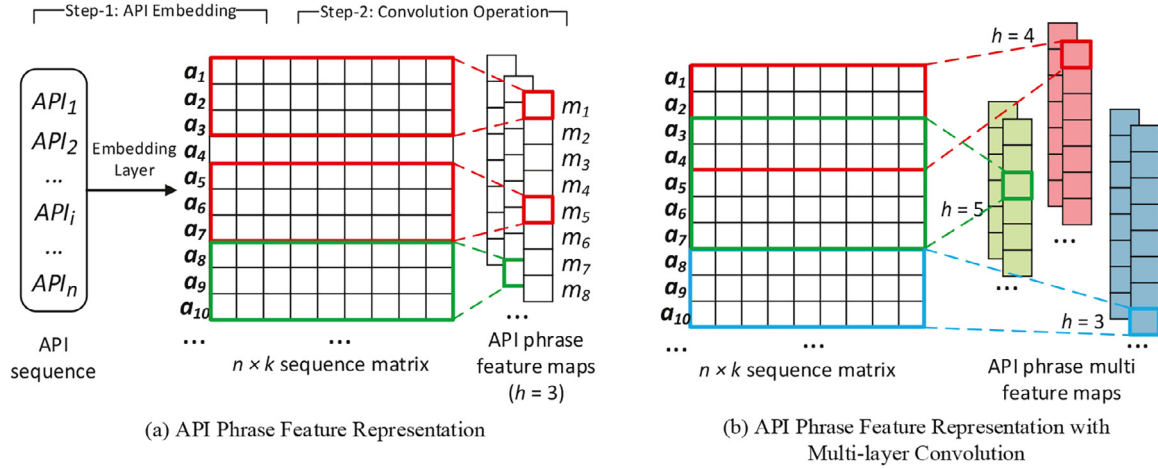 Step-1: API Embedding
Step-2: Convolution Operation
API1
API2
...
APIi
...
APIn
API
sequence
Embedding
Layer
a1
a2
a3
a4
a5
a6
a7
a8
a9
a10
...
...
n × k sequence matrix
m1
m2
m3
m4
m5
m6
m7
m8
...
API phrase
feature maps
(h = 3)
(a) API Phrase Feature Representation
a1
a2
a3
a4
a5
a6
a7
a8
a9
a10
...
...
n × k sequence matrix
h = 4
h = 5
h = 3
...
...
...
API phrase multi
feature maps
(b) API Phrase Feature Representation with
Multi-layer Convolution